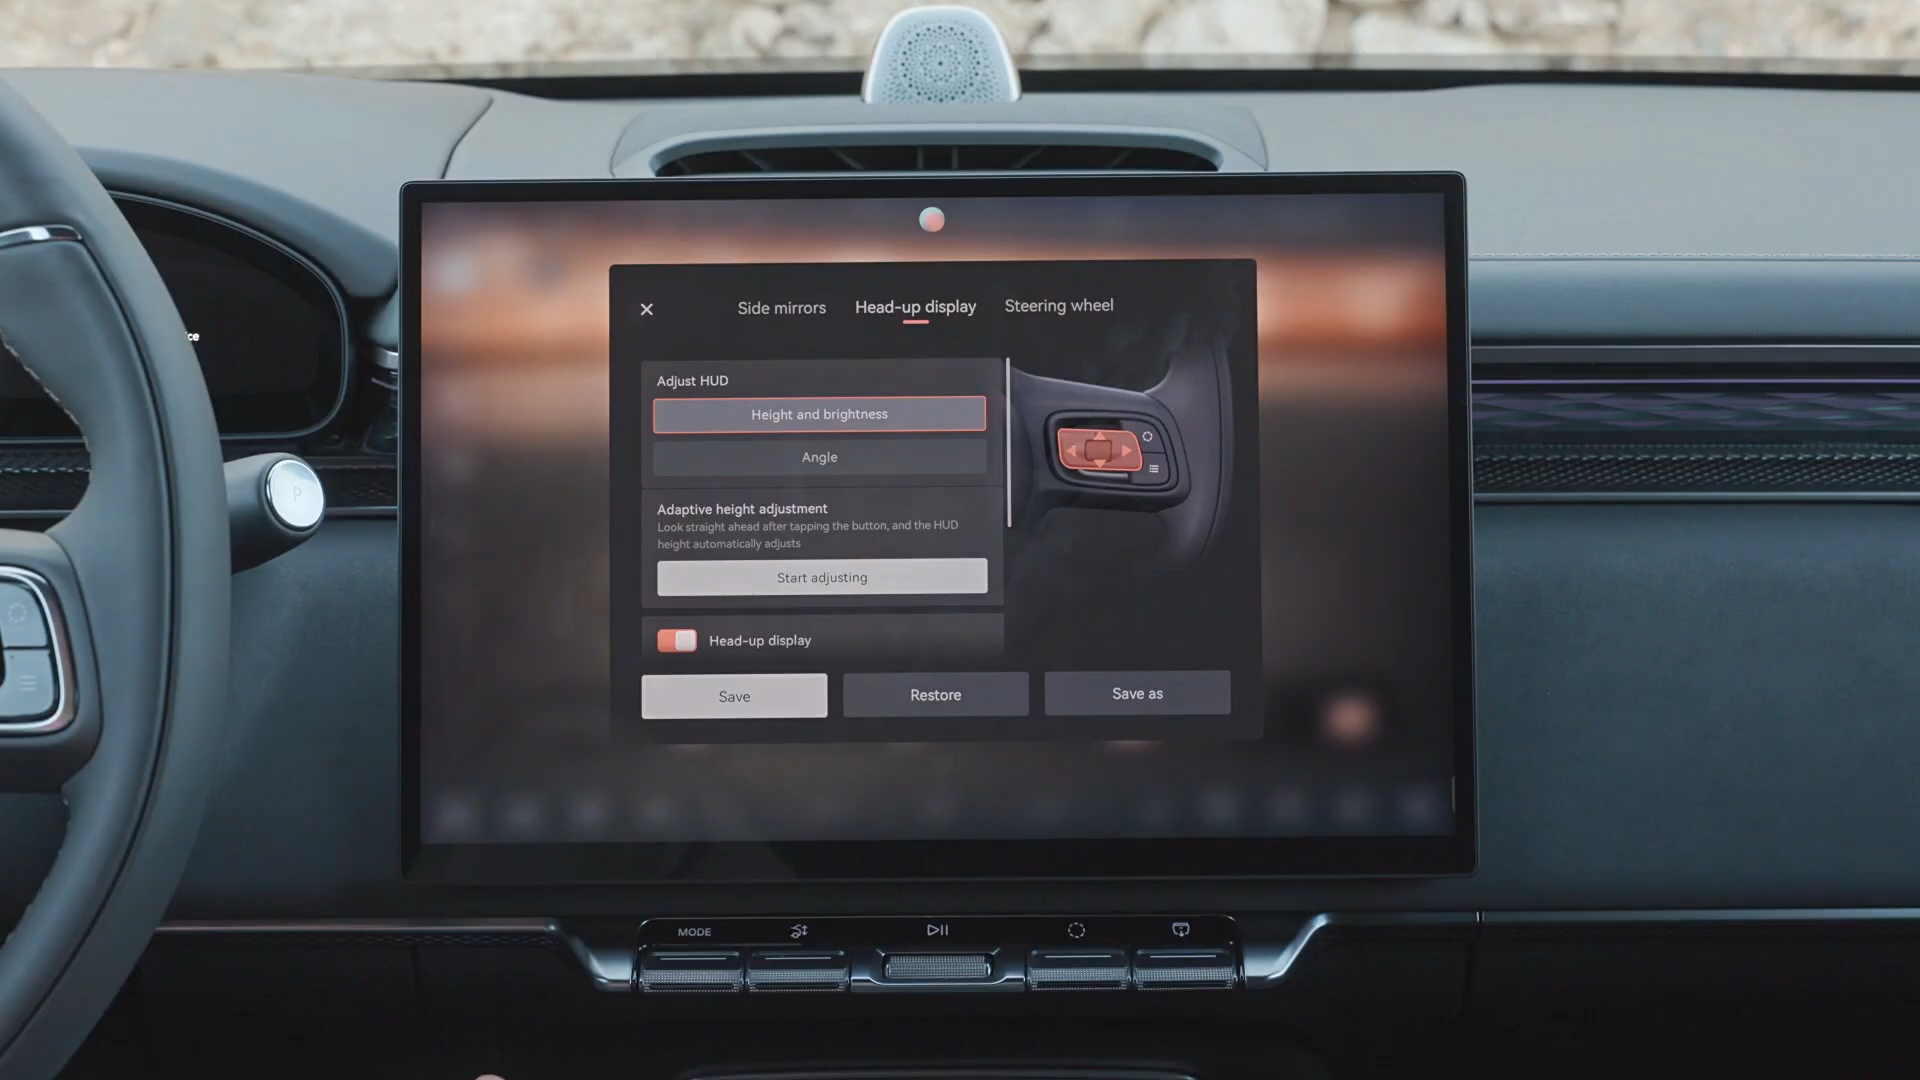 Side mirrors
Head-up display
Steering wheel
Adjust HUD
Height and brightness
Angle
Adaptive height adjustment
Look straight ahead after tapping the button, and the HUD
height automatically adjusts
Start adjusting
Head-up display
Save
Restore
Save as
P
MODE